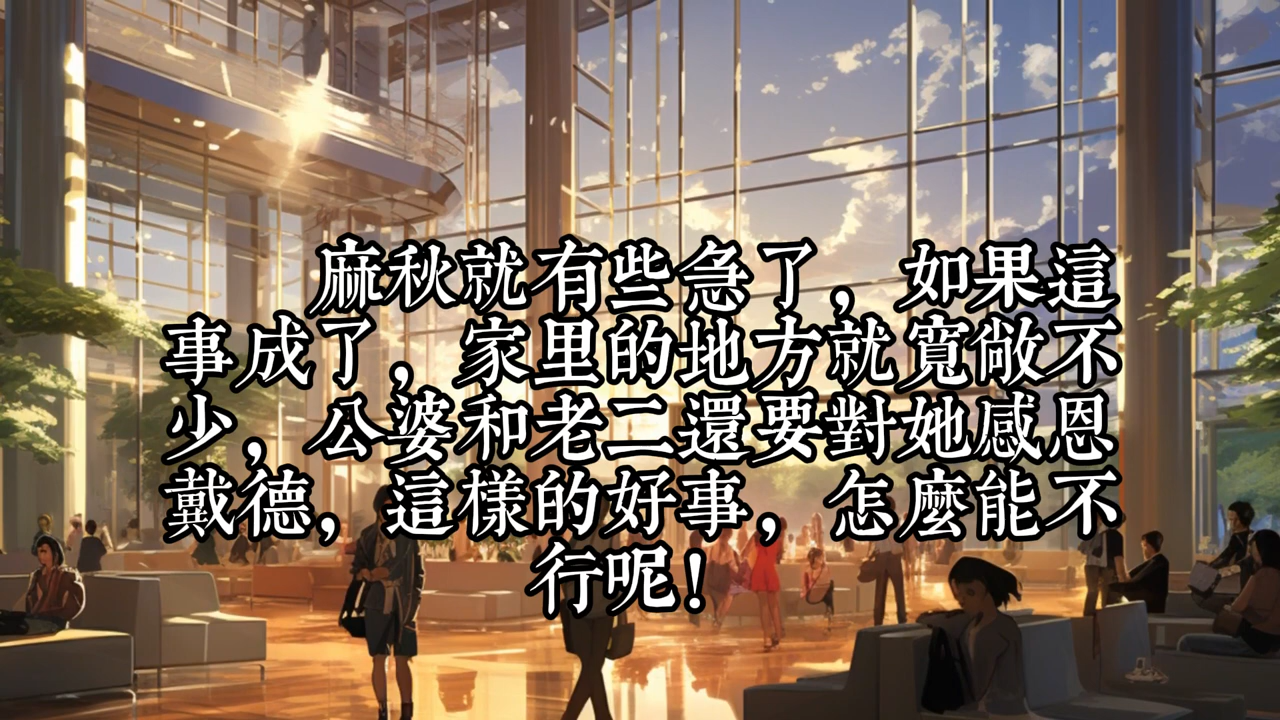 麻秋就有些急了，如果這
事成了，家里的地方就寬敞不
少，公婆和老二還要對她感恩
戴德，這樣的好事，怎麼能不
行呢！